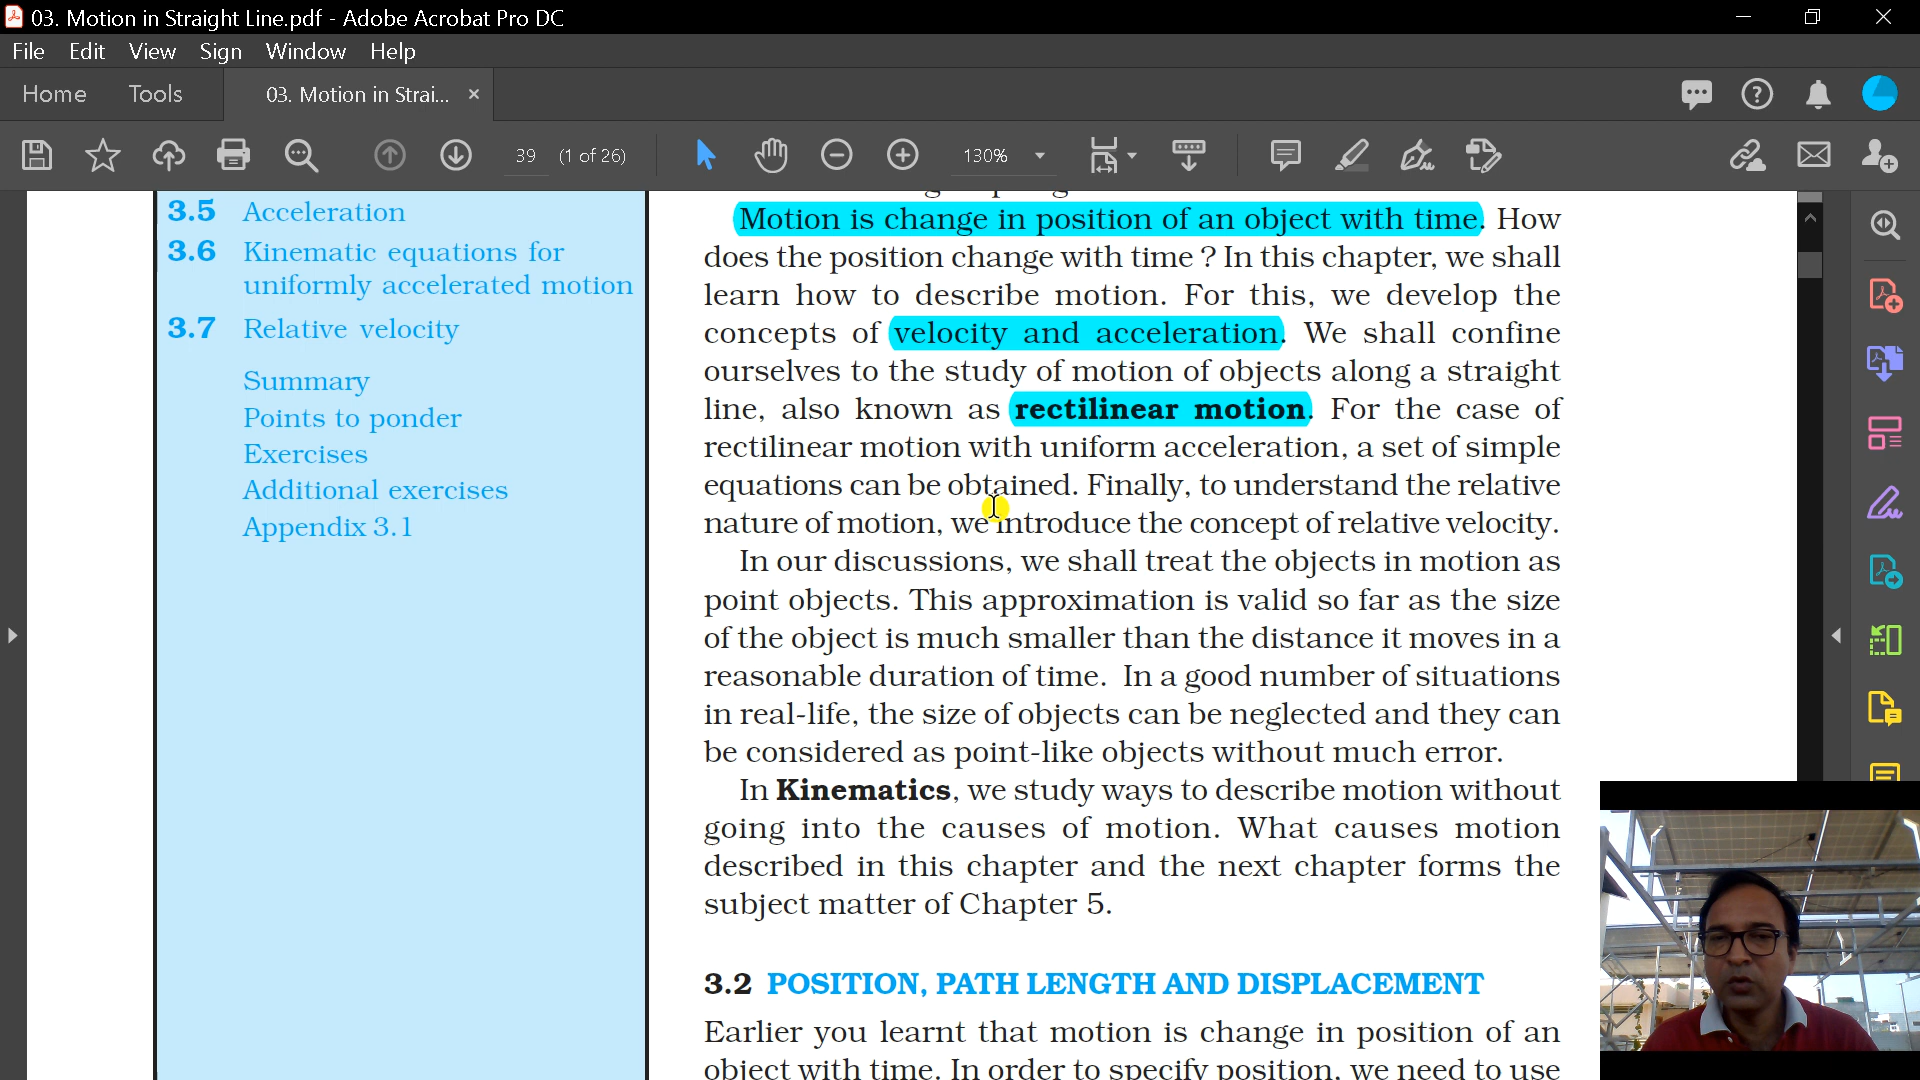 03. Motion in Straight Line.pdf - Adobe Acrobat Pro DC
File Edit View Sign Window Help
Home Tools 03. Motion in Strai... ×
39 (1 of 26) 130%
3.5 Acceleration
3.6 Kinematic equations for
uniformly accelerated motion
3.7 Relative velocity
Summary
Points to ponder
Exercises
Additional exercises
Appendix 3.1
Motion is change in position of an object with time. How
does the position change with time ? In this chapter, we shall
learn how to describe motion. For this, we develop the
concepts of velocity and acceleration. We shall confine
ourselves to the study of motion of objects along a straight
line, also known as rectilinear motion. For the case of
rectilinear motion with uniform acceleration, a set of simple
equations can be obtained. Finally, to understand the relative
nature of motion, we introduce the concept of relative velocity.
In our discussions, we shall treat the objects in motion as
point objects. This approximation is valid so far as the size
of the object is much smaller than the distance it moves in a
reasonable duration of time. In a good number of situations
in real-life, the size of objects can be neglected and they can
be considered as point-like objects without much error.
In Kinematics, we study ways to describe motion without
going into the causes of motion. What causes motion
described in this chapter and the next chapter forms the
subject matter of Chapter 5.
3.2 POSITION, PATH LENGTH AND DISPLACEMENT
Earlier you learnt that motion is change in position of an
object with time. In order to specify position, we need to use